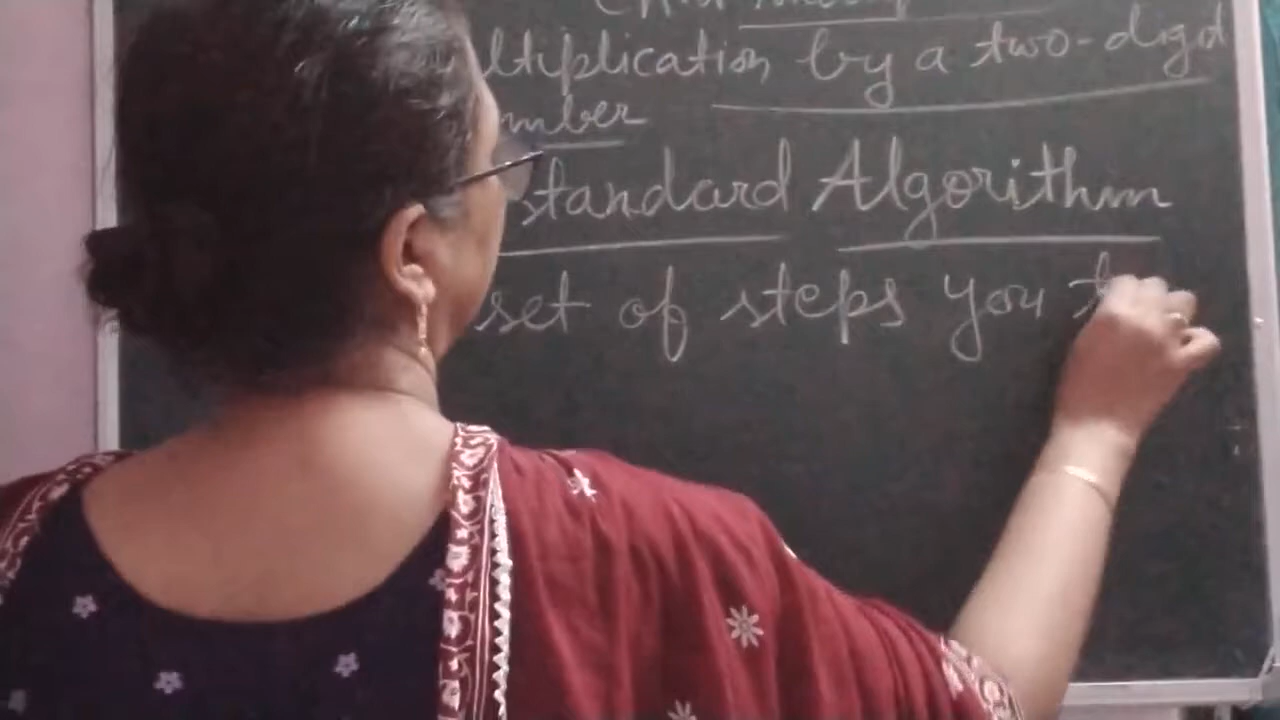 ltiplication by a two-digit
mber
Standard Algorithm
set of steps you